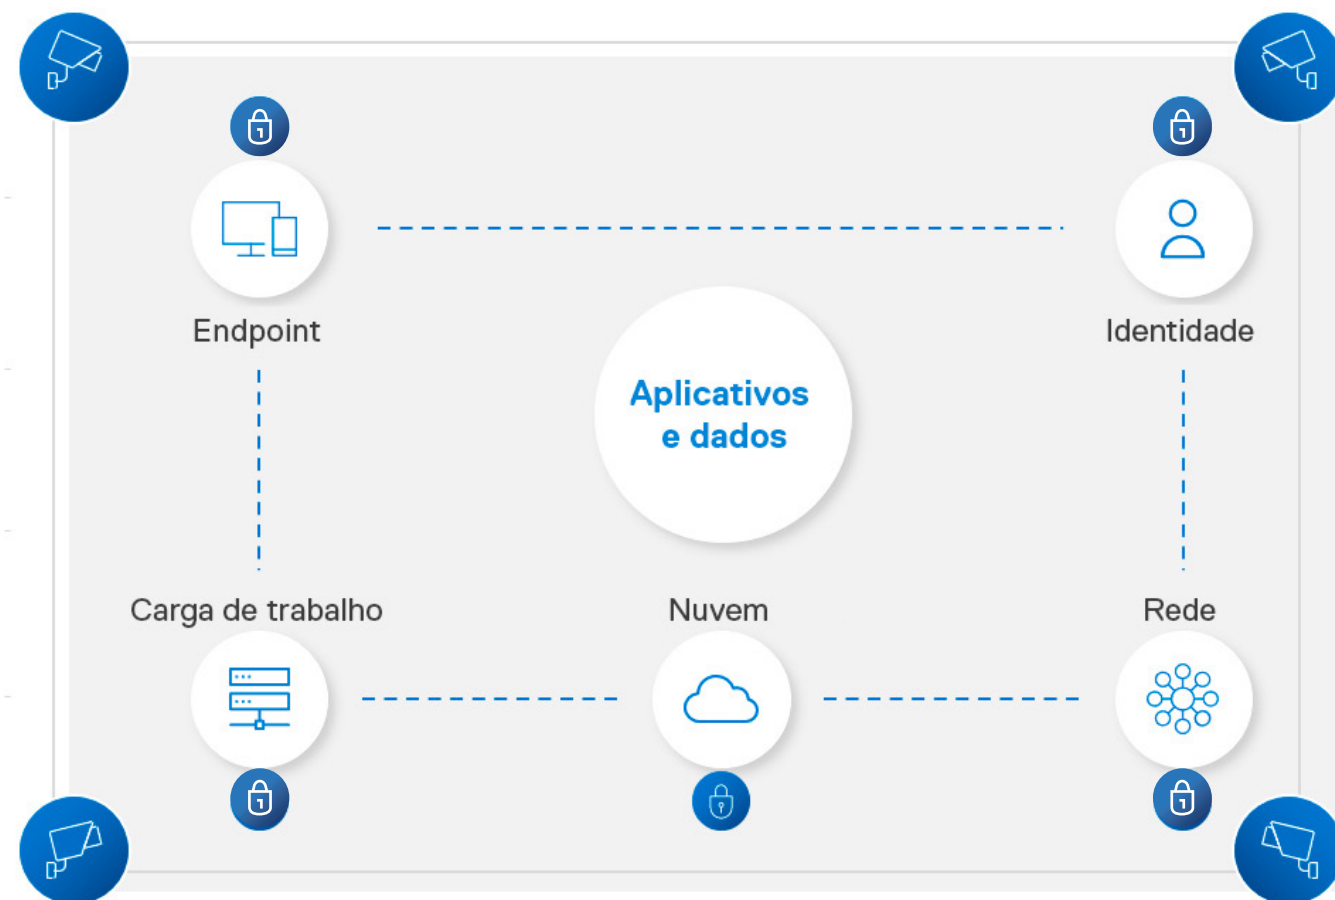 Endpoint
Identidade
Aplicativos
e dados
Carga de trabalho
Nuvem
Rede